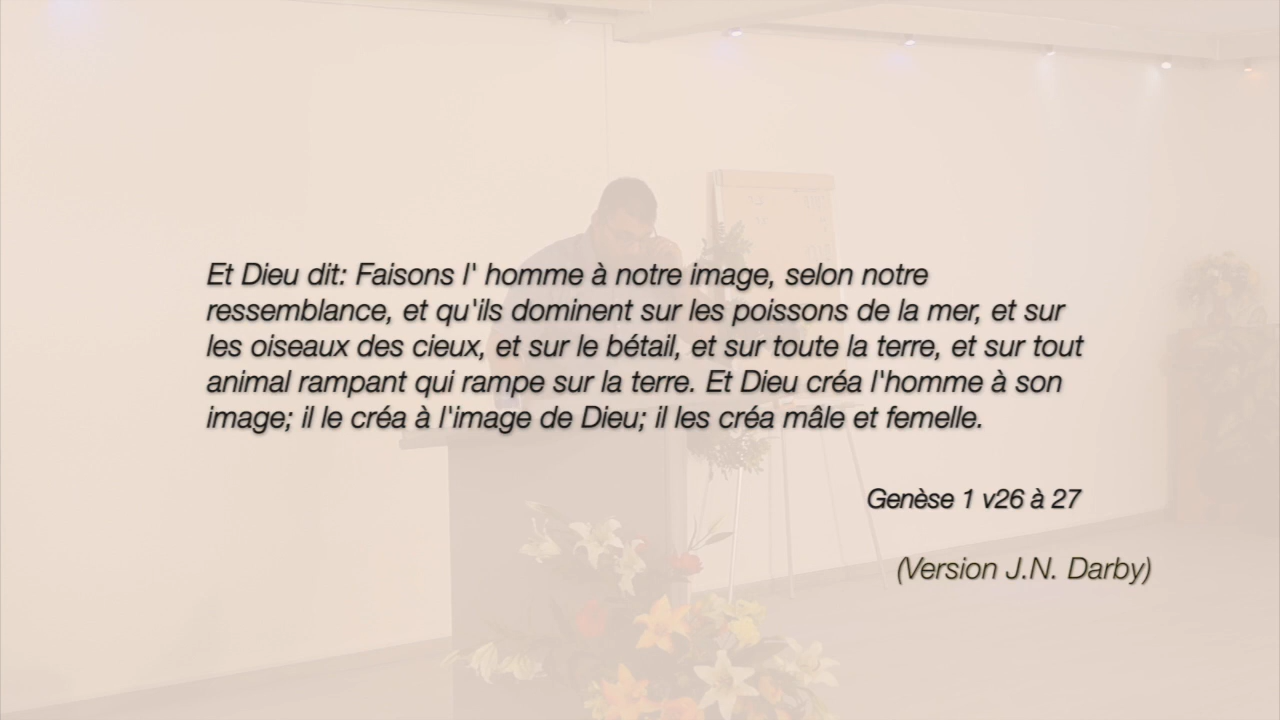 Et Dieu dit: Faisons l' homme à notre image, selon notre
ressemblance, et qu'ils dominent sur les poissons de la mer, et sur
les oiseaux des cieux, et sur le bétail, et sur toute la terre, et sur tout
animal rampant qui rampe sur la terre. Et Dieu créa l'homme à son
image; il le créa à l'image de Dieu; il les créa mâle et femelle.
Genèse 1 v26 à 27
(Version J.N. Darby)